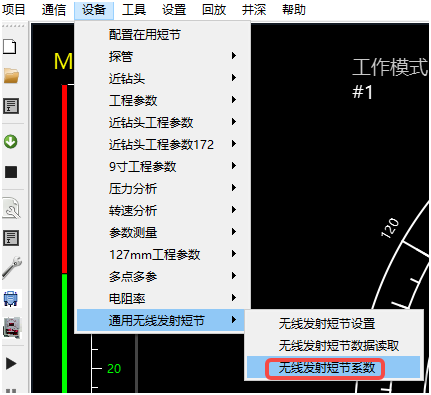 项目 通信 设备 工具 设置 回放 井深 帮助
配置在用短节
探管
近钻头
工程参数
近钻头工程参数
近钻头工程参数172
9寸工程参数
压力分析
转速分析
参数测量
127mm工程参数
多点多参
电阻率
通用无线发射短节
无线发射短节设置
无线发射短节数据读取
无线发射短节系数
M
工作模式
#1
120
20